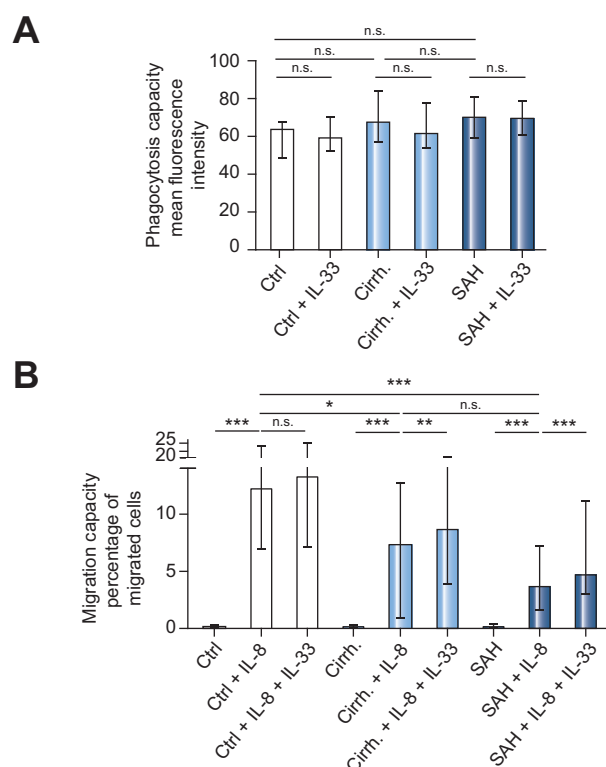 A
n.s.
n.s. n.s.
n.s. n.s. n.s.
Phagocytosis capacity
mean fluorescence
intensity
100
80
60
40
20
0
Ctrl
Ctrl + IL-33
Cirrh.
Cirrh. + IL-33
SAH
SAH + IL-33
B
***
* n.s.
*** n.s. *** ** *** ***
Migration capacity
percentage of
migrated cells
25
20
10
5
0
Ctrl
Ctrl + IL-8
Ctrl + IL-8 + IL-33
Cirrh.
Cirrh. + IL-8
Cirrh. + IL-8 + IL-33
SAH
SAH + IL-8
SAH + IL-8 + IL-33